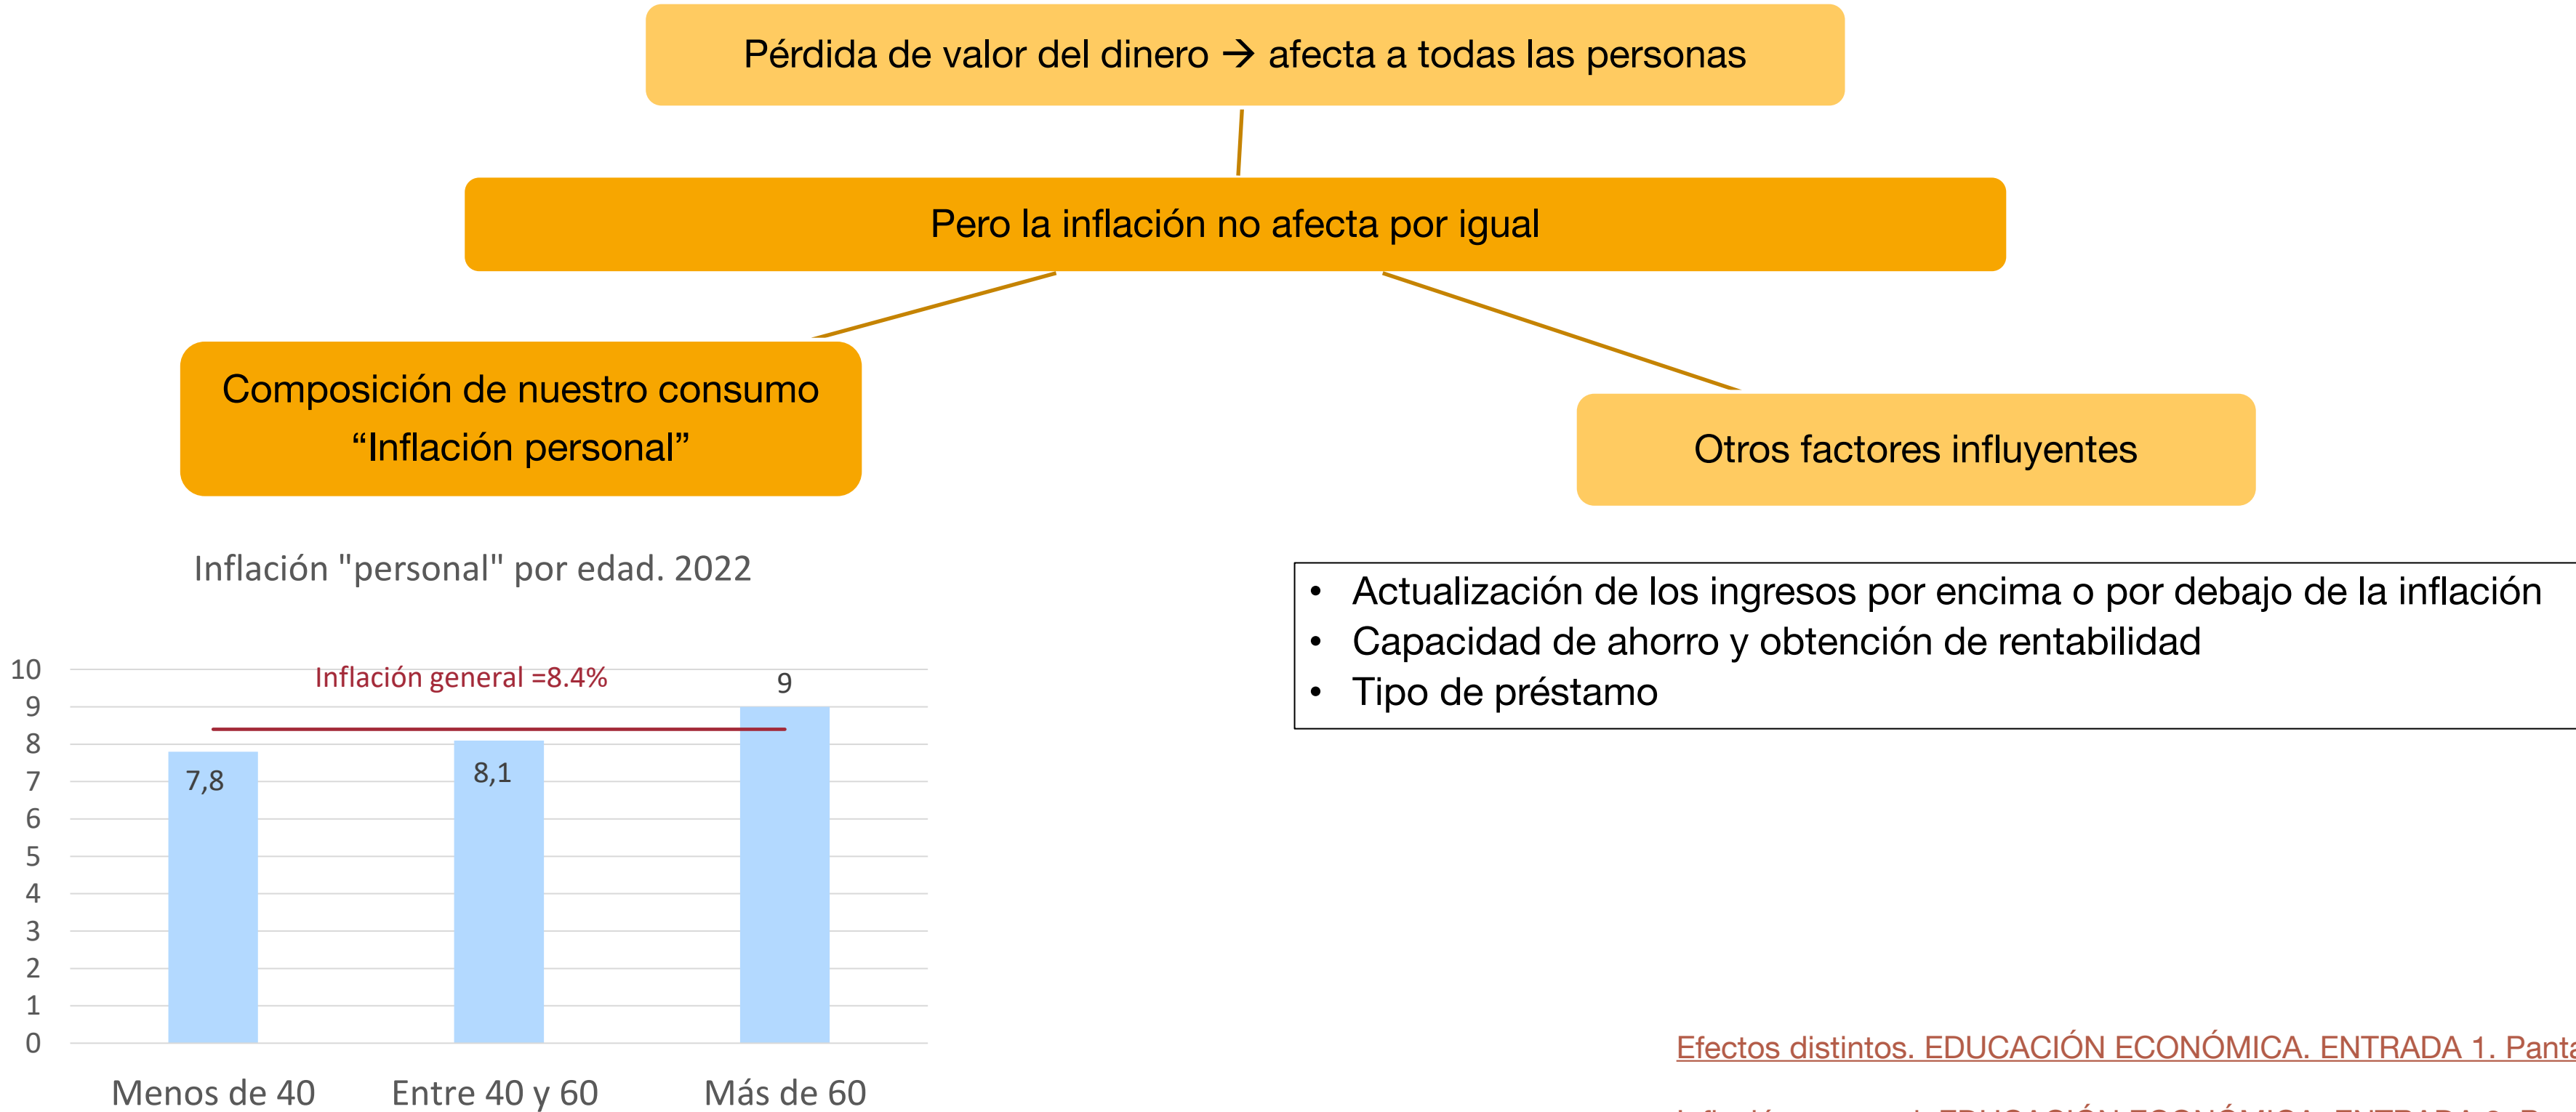 Pérdida de valor del dinero → afecta a todas las personas
Pero la inflación no afecta por igual
Composición de nuestro consumo
“Inflación personal”
Otros factores influyentes
Inflación "personal" por edad. 2022
10
9
8
7
6
5
4
3
2
1
0
Inflación general =8.4%
7,8
8,1
9
Menos de 40
Entre 40 y 60
Más de 60
• Actualización de los ingresos por encima o por debajo de la inflación
• Capacidad de ahorro y obtención de rentabilidad
• Tipo de préstamo
Efectos distintos. EDUCACIÓN ECONÓMICA. ENTRADA 1.